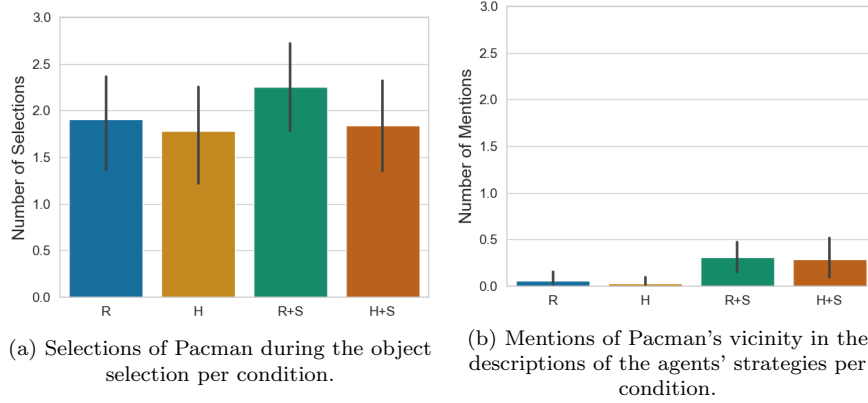 3.0
2.5
2.0
1.5
1.0
0.5
0.0
Number of Selections
R
H
R+S
H+S
(a) Selections of Pacman during the object
selection per condition.
3.0
2.5
2.0
1.5
1.0
0.5
0.0
Number of Mentions
R
H
R+S
H+S
(b) Mentions of Pacman's vicinity in the
descriptions of the agents' strategies per
condition.